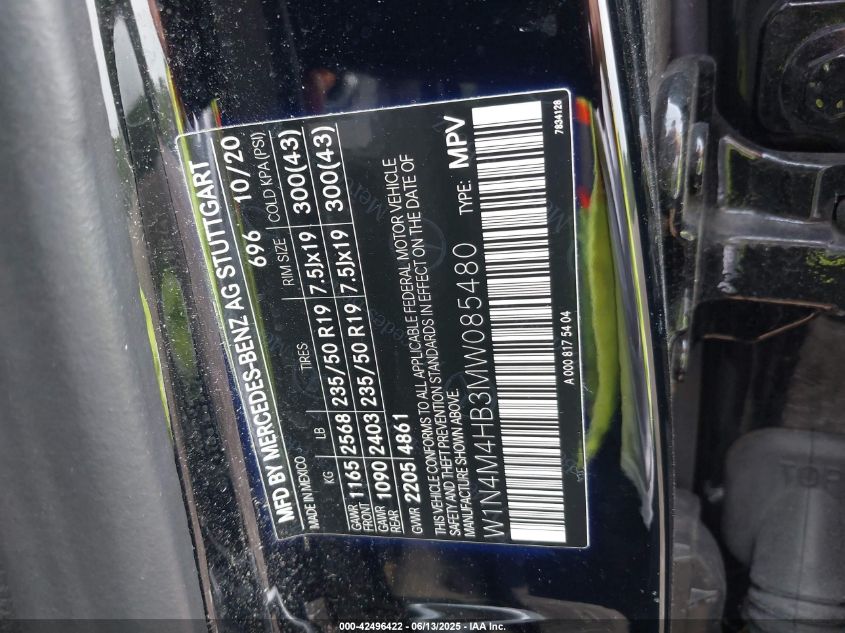 MFD BY MERCEDES-BENZ AG STUTTGART
MADE IN MEXICO 696 10/20
KG LB TIRES RIM SIZE COLD KPA (PSI)
GAWR FRONT 1165 2568 235/50 R19 7.5Jx19 300(43)
GAWR REAR 1090 2403 235/50 R19 7.5Jx19 300(43)
GVWR 2205 4861
THIS VEHICLE CONFORMS TO ALL APPLICABLE FEDERAL MOTOR VEHICLE
SAFETY AND THEFT PREVENTION STANDARDS IN EFFECT ON THE DATE OF
MANUFACTURE SHOWN ABOVE.
W1N4M4HB3MW085480 TYPE: MPV
A 000 817 54 04 7834128
TOP
000-42496422 - 06/13/2025 - IAA Inc.